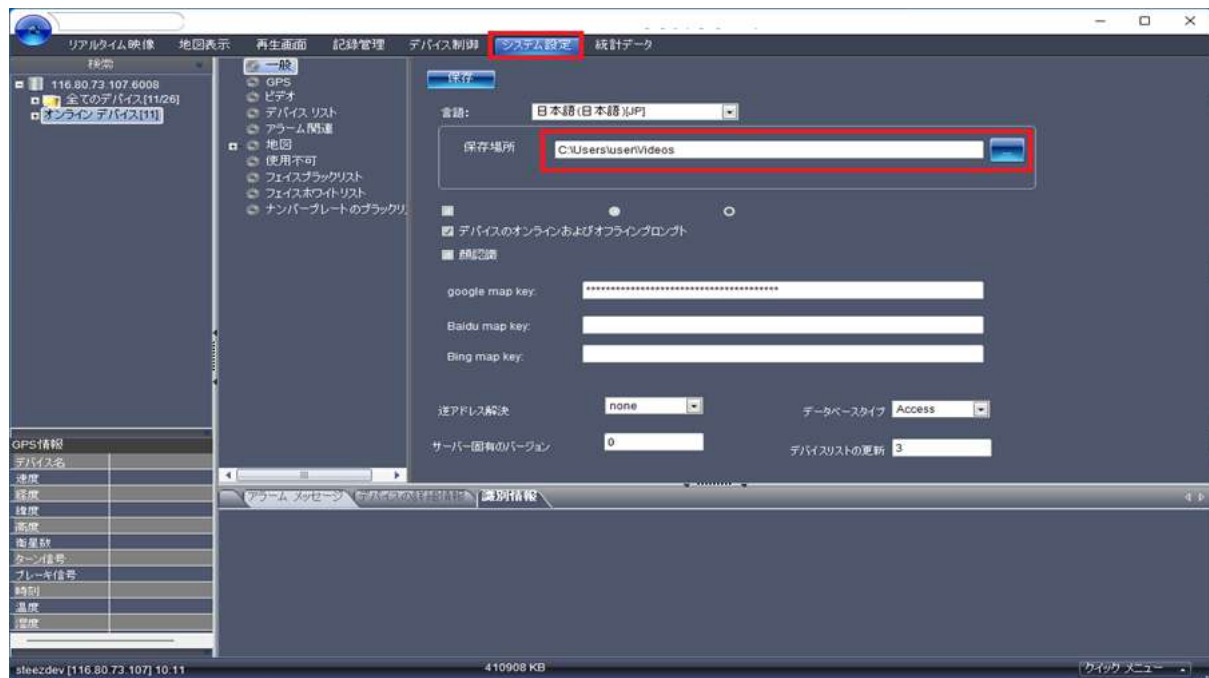 リアルタイム映像 地図表示 再生画面 記録管理 デバイス制御 システム設定 統計データ
検索
116.80.73.107.6008
全てのデバイス[11/26]
オンライン デバイス[11]
一般
GPS
ビデオ
デバイス リスト
アラーム関連
地図
使用不可
フェイスブラックリスト
フェイスホワイトリスト
ナンバープレートのブラックリ
保存
言語: 日本語(日本語)[JP]
保存場所 C:\Users\user\Videos ...
デバイスのオンラインおよびオフラインプロンプト
顔認識
google map key: ****************************************
Baidu map key:
Bing map key:
逆アドレス解決 none データベースタイプ Access
サーバー固有のバージョン 0 デバイスリストの更新 3
GPS情報
デバイス名
速度
経度
緯度
高度
衛星数
ターン信号
ブレーキ信号
時刻
温度
湿度
アラーム メッセージ デバイスの詳細情報 識別情報
steezdev [116.80.73.107] 10:11 410908 KB クイック メニュー